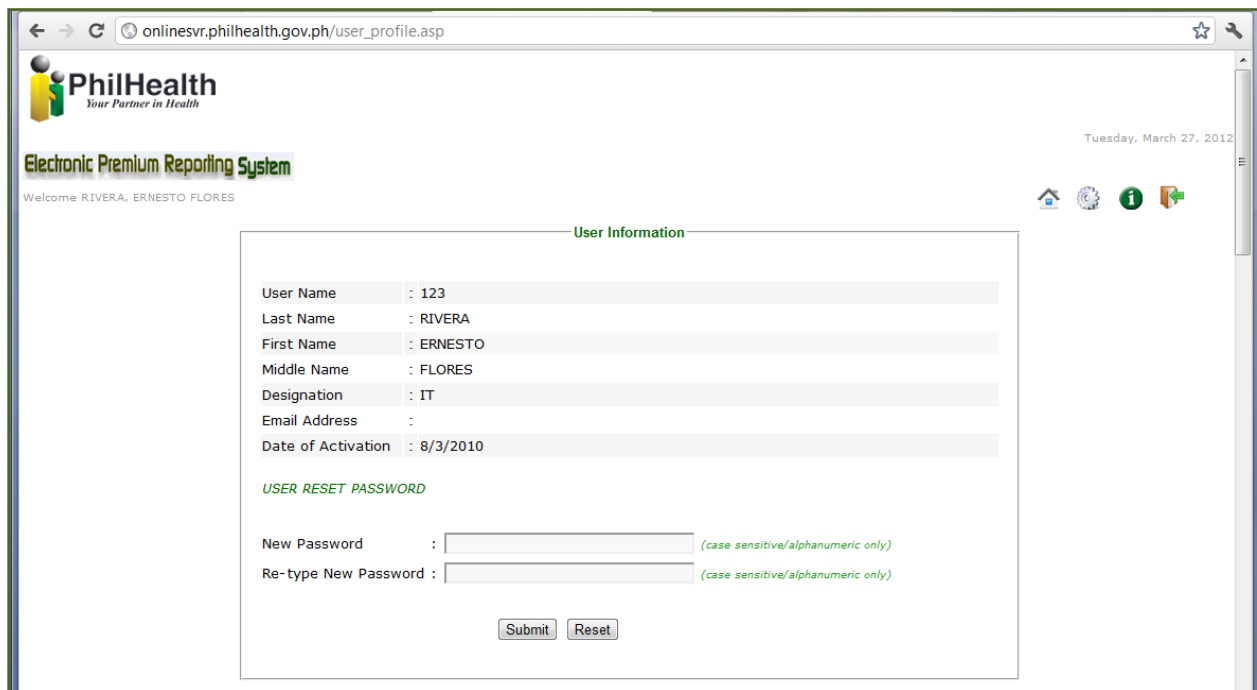 onlinesvr.philhealth.gov.ph/user_profile.asp
PhilHealth
Your Partner in Health
Tuesday, March 27, 2012
Electronic Premium Reporting System
Welcome RIVERA, ERNESTO FLORES
User Information
User Name : 123
Last Name : RIVERA
First Name : ERNESTO
Middle Name : FLORES
Designation : IT
Email Address :
Date of Activation : 8/3/2010
USER RESET PASSWORD
New Password : (case sensitive/alphanumeric only)
Re-type New Password : (case sensitive/alphanumeric only)
Submit Reset